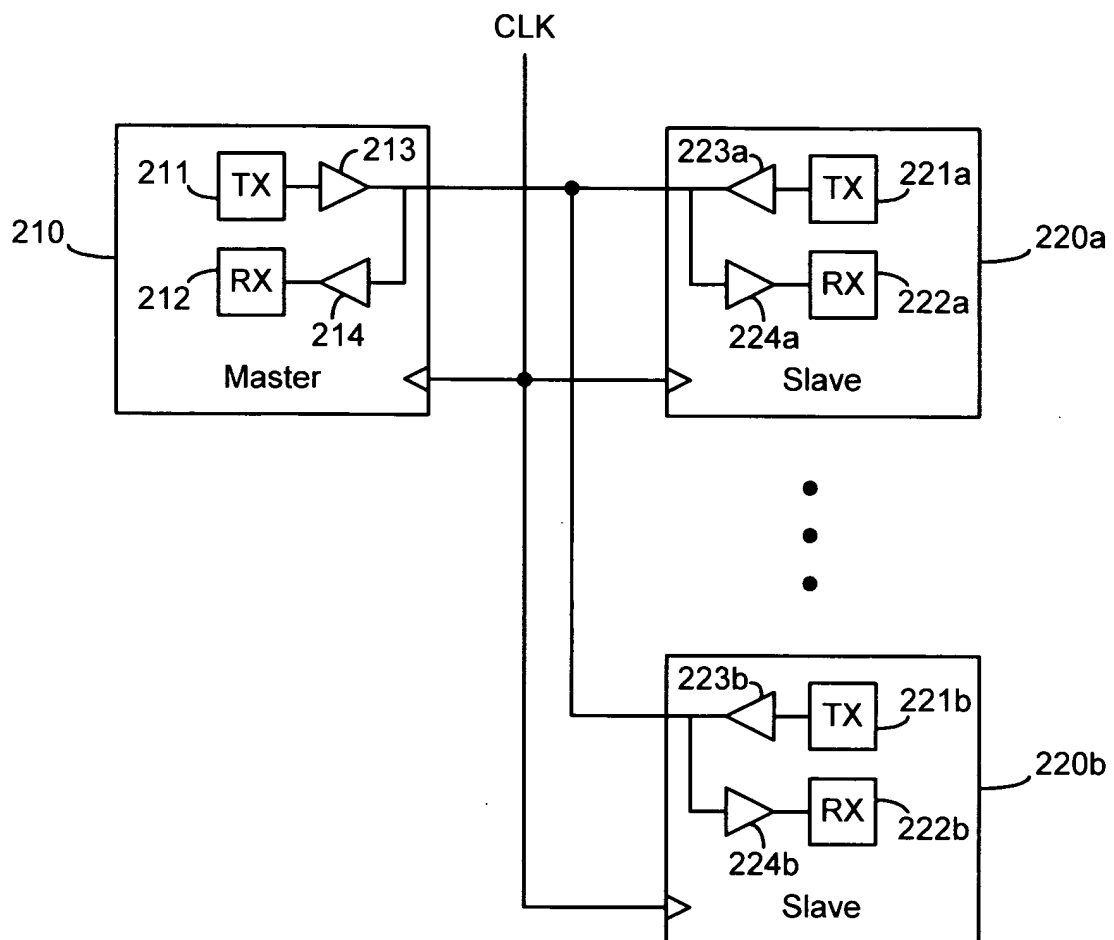 CLK
213
211
TX
210
RX
212
214
Master
223a
TX
221a
220a
RX
222a
224a
Slave
223b
TX
221b
220b
RX
222b
224b
Slave